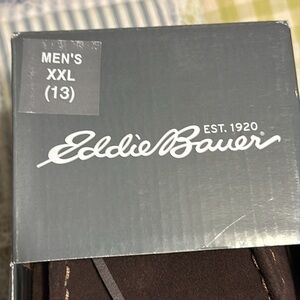 MEN'S
XXL
(13)
EST. 1920
Eddie Bauer®